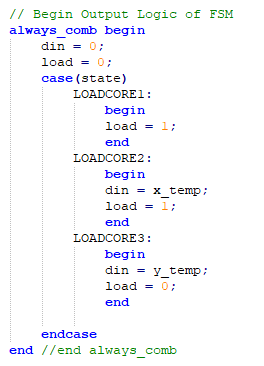 // Begin Output Logic of FSM
always_comb begin
din = 0;
load = 0;
case(state)
LOADCORE1:
begin
load = 1;
end
LOADCORE2:
begin
din = x_temp;
load = 1;
end
LOADCORE3:
begin
din = y_temp;
load = 0;
end
endcase
end //end always_comb